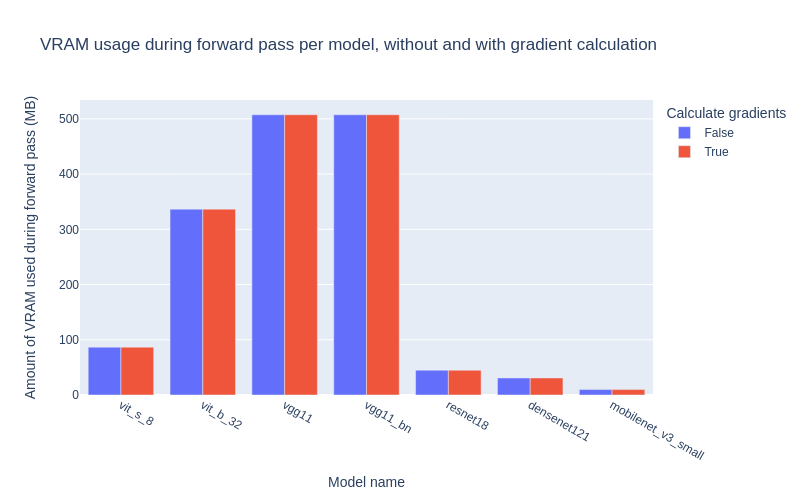 VRAM usage during forward pass per model, without and with gradient calculation
Amount of VRAM used during forward pass (MB)
500
400
300
200
100
0
vit_s_8
vit_b_32
vgg11
vgg11_bn
resnet18
densenet121
mobilenet_v3_small
Model name
Calculate gradients
False
True